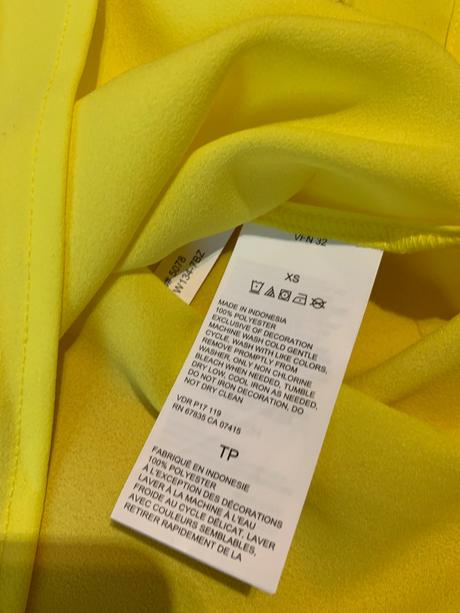 VFN 32
XS
MADE IN INDONESIA
100% POLYESTER
EXCLUSIVE OF DECORATION
MACHINE WASH COLD GENTLE
CYCLE, WASH WITH LIKE COLORS,
REMOVE PROMPTLY FROM
WASHER, ONLY NON CHLORINE
BLEACH WHEN NEEDED, TUMBLE
DRY LOW, COOL IRON AS NEEDED,
DO NOT IRON DECORATION, DO
NOT DRY CLEAN
VDR P17 119
RN 67835 CA 07415
TP
FABRIQUÉ EN INDONÉSIE
100% POLYESTER
À L'EXCEPTION DES DÉCORATIONS
LAVER À LA MACHINE À L'EAU
FROIDE AU CYCLE DÉLICAT, LAVER
AVEC COULEURS SEMBLABLES,
RETIRER RAPIDEMENT DE LA
-5078
W134-7BZ